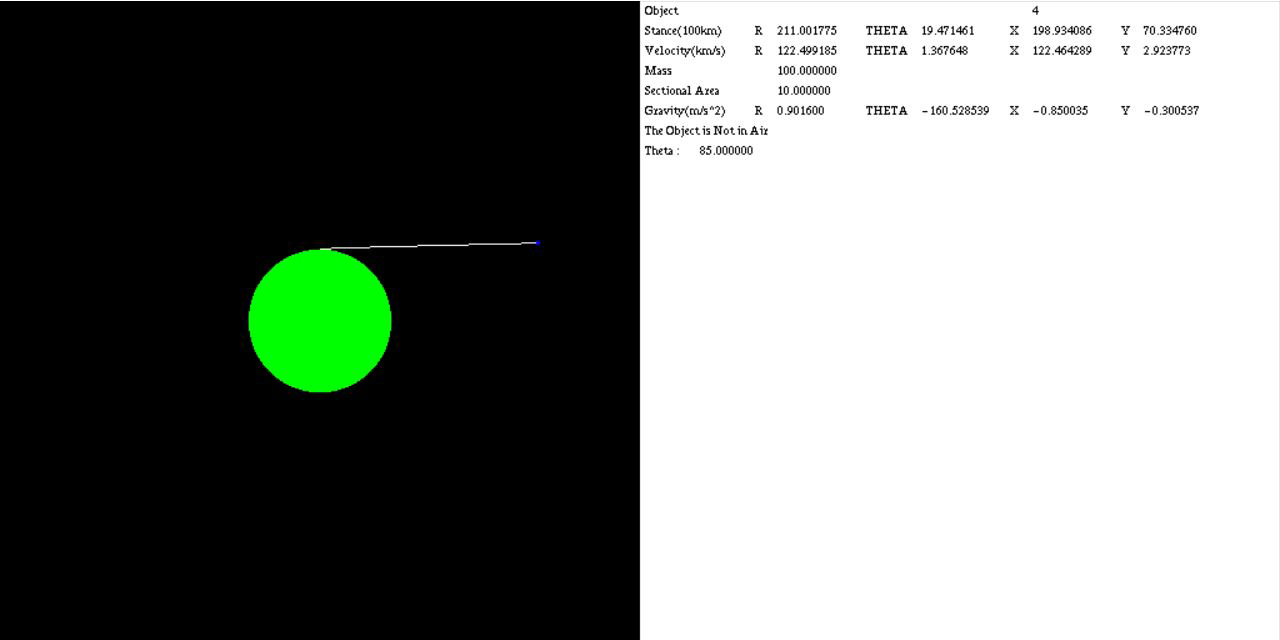 Object 4
Stance(100km) R 211.001775 THETA 19.471461 X 198.934086 Y 70.334760
Velocity(km/s) R 122.499185 THETA 1.367648 X 122.464289 Y 2.923773
Mass 100.000000
Sectional Area 10.000000
Gravity(m/s^2) R 0.901600 THETA -160.528539 X -0.850035 Y -0.300537
The Object is Not in Air
Theta : 85.000000